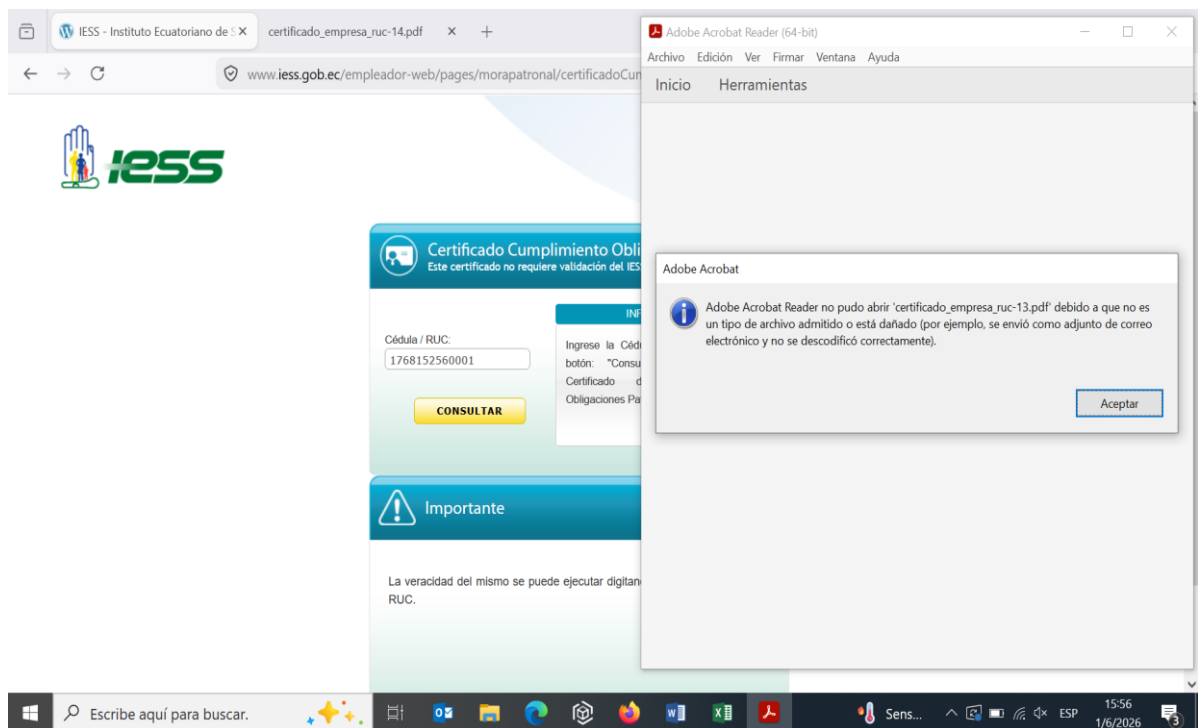 IESS - Instituto Ecuatoriano de S
certificado_empresa_ruc-14.pdf
www.iess.gob.ec/empleador-web/pages/morapatronal/certificadoCur
iess
Certificado Cumplimiento Obli
Este certificado no requiere validación del IES
Cédula / RUC:
1768152560001
CONSULTAR
INF
Ingrese la Cédu
botón: "Consu
Certificado d
Obligaciones Pa
Importante
La veracidad del mismo se puede ejecutar digitan
RUC.
Adobe Acrobat Reader (64-bit)
Archivo Edición Ver Firmar Ventana Ayuda
Inicio Herramientas
Adobe Acrobat
Adobe Acrobat Reader no pudo abrir 'certificado_empresa_ruc-13.pdf' debido a que no es
un tipo de archivo admitido o está dañado (por ejemplo, se envió como adjunto de correo
electrónico y no se descodificó correctamente).
Aceptar
Escribe aquí para buscar.
Sens...
ESP
15:56
1/6/2026
3